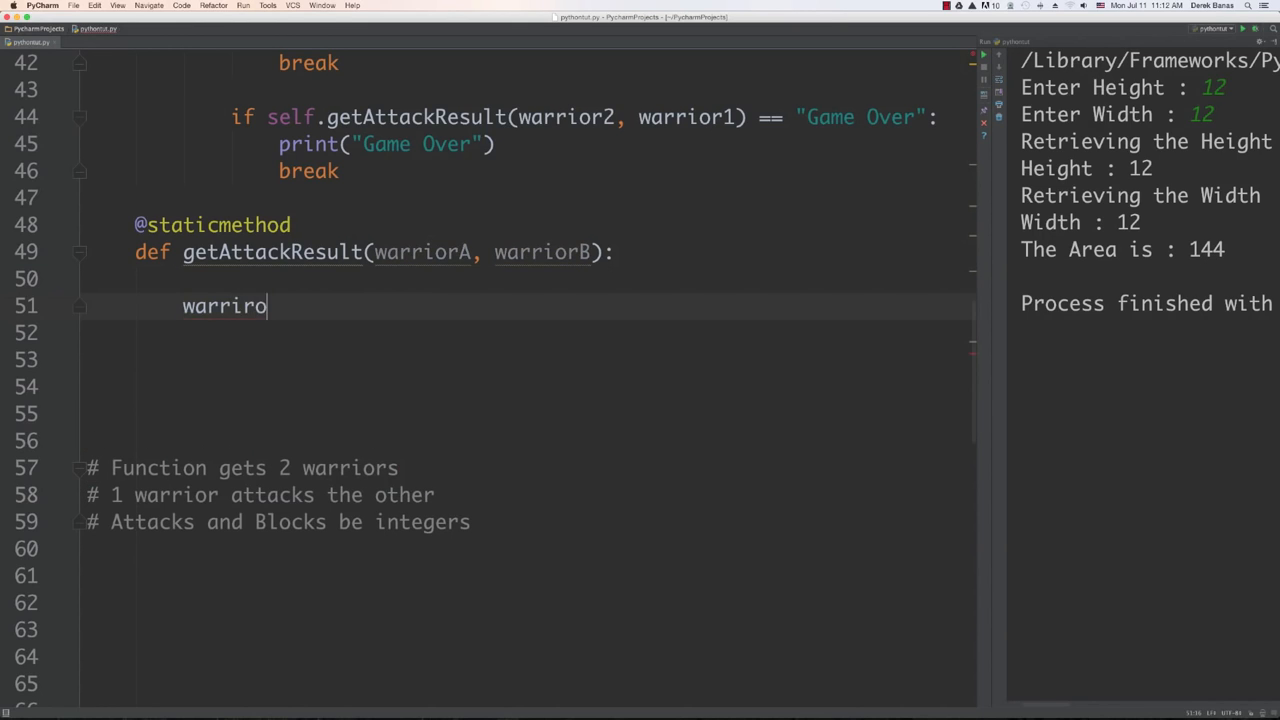 PyCharm File Edit View Navigate Code Refactor Run Tools VCS Window Help
10 Mon Jul 11 11:12 AM Derek Banas
pythontut.py - PycharmProjects - [~/PycharmProjects]
PycharmProjects pythontut.py pythontut
pythontut.py
Run: pythontut
42 break
43
44 if self.getAttackResult(warrior2, warrior1) == "Game Over":
45 print("Game Over")
46 break
47
48 @staticmethod
49 def getAttackResult(warriorA, warriorB):
50
51 warriro
52
53
54
55
56
57 # Function gets 2 warriors
58 # 1 warrior attacks the other
59 # Attacks and Blocks be integers
60
61
62
63
64
65
/Library/Frameworks/Py
Enter Height : 12
Enter Width : 12
Retrieving the Height
Height : 12
Retrieving the Width
Width : 12
The Area is : 144
Process finished with
51:16 LF UTF-8